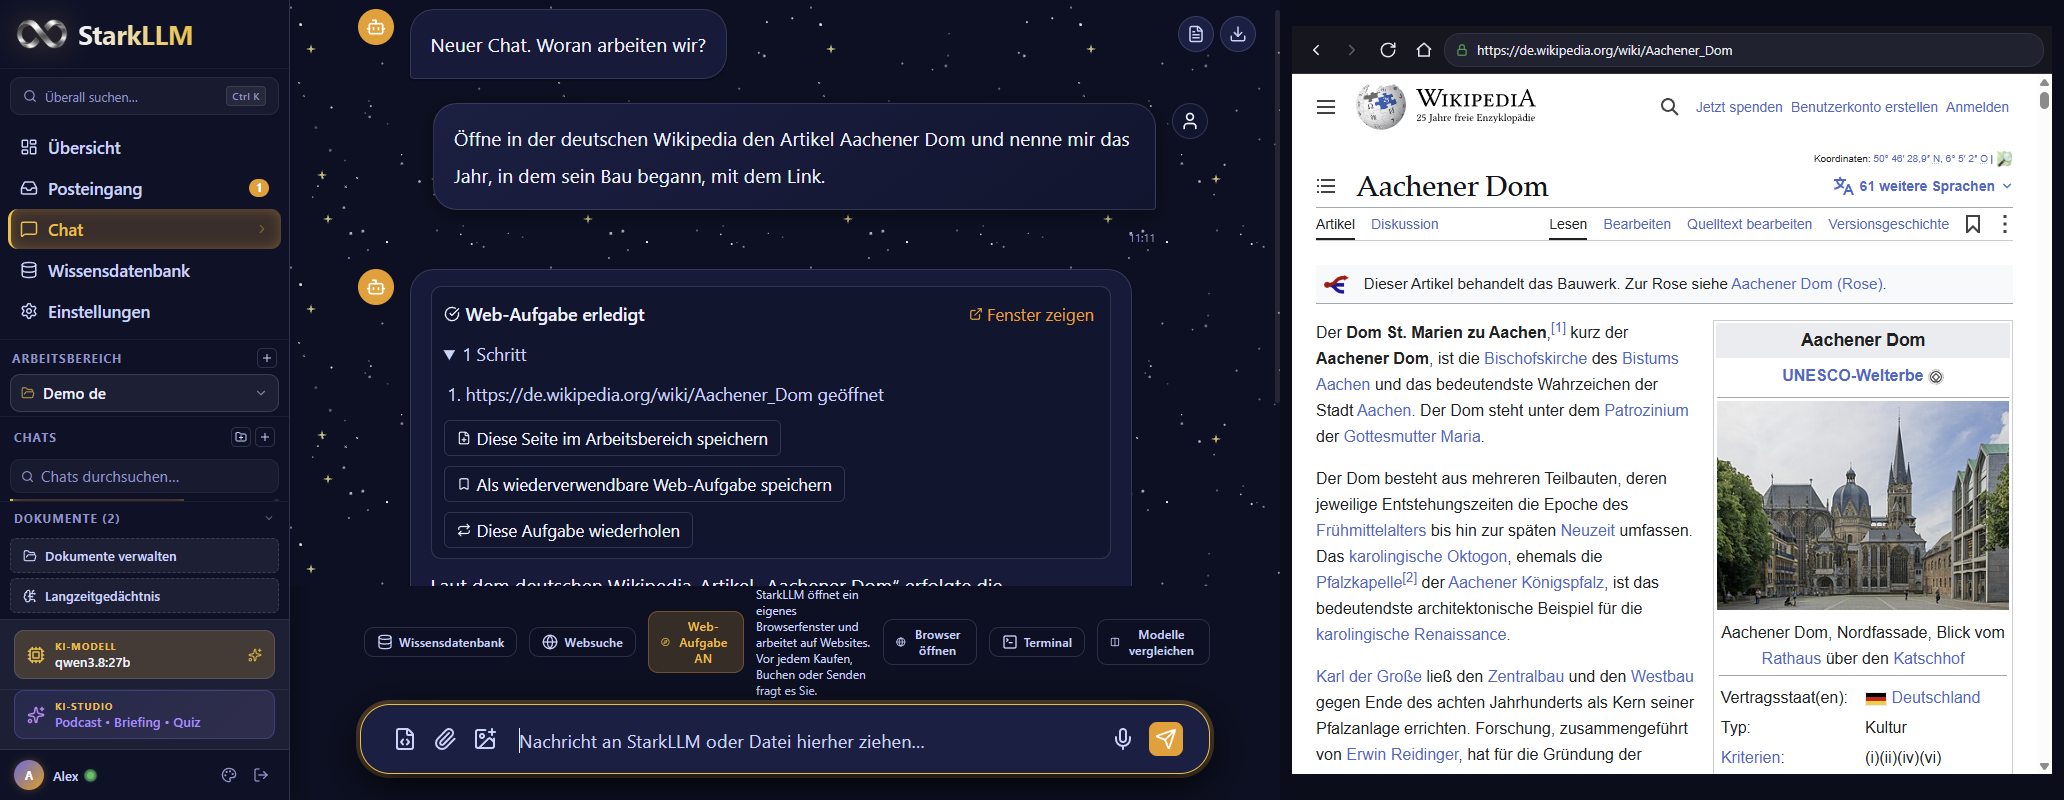 StarkLLM
Überall suchen...
Ctrl K
Übersicht
Posteingang
1
Chat
Wissensdatenbank
Einstellungen
ARBEITSBEREICH
Demo de
CHATS
Chats durchsuchen...
DOKUMENTE (2)
Dokumente verwalten
Langzeitgedächtnis
KI-MODELL
qwen3.8:27b
KI-STUDIO
Podcast • Briefing • Quiz
A
Alex
Neuer Chat. Woran arbeiten wir?
Öffne in der deutschen Wikipedia den Artikel Aachener Dom und nenne mir das
Jahr, in dem sein Bau begann, mit dem Link.
11:11
Web-Aufgabe erledigt
Fenster zeigen
1 Schritt
1. https://de.wikipedia.org/wiki/Aachener_Dom geöffnet
Diese Seite im Arbeitsbereich speichern
Als wiederverwendbare Web-Aufgabe speichern
Diese Aufgabe wiederholen
Laut dem deutschen Wikipedia-Artikel „Aachener Dom“ erfolgte die
Wissensdatenbank
Websuche
Web-
Aufgabe
AN
StarkLLM öffnet ein
eigenes
Browserfenster und
arbeitet auf Websites.
Vor jedem Kaufen,
Buchen oder Senden
fragt es Sie.
Browser
öffnen
Terminal
Modelle
vergleichen
Nachricht an StarkLLM oder Datei hierher ziehen...
https://de.wikipedia.org/wiki/Aachener_Dom
WIKIPEDIA
25 Jahre freie Enzyklopädie
Jetzt spenden
Benutzerkonto erstellen
Anmelden
Koordinaten: 50° 46′ 28,9″ N, 6° 5′ 2″ O |
Aachener Dom
61 weitere Sprachen
Artikel
Diskussion
Lesen
Bearbeiten
Quelltext bearbeiten
Versionsgeschichte
Dieser Artikel behandelt das Bauwerk. Zur Rose siehe Aachener Dom (Rose).
Der Dom St. Marien zu Aachen,[1] kurz der
Aachener Dom, ist die Bischofskirche des Bistums
Aachen und das bedeutendste Wahrzeichen der
Stadt Aachen. Der Dom steht unter dem Patrozinium
der Gottesmutter Maria.
Der Dom besteht aus mehreren Teilbauten, deren
jeweilige Entstehungszeiten die Epoche des
Frühmittelalters bis hin zur späten Neuzeit umfassen.
Das karolingische Oktogon, ehemals die
Pfalzkapelle[2] der Aachener Königspfalz, ist das
bedeutendste architektonische Beispiel für die
karolingische Renaissance.
Karl der Große ließ den Zentralbau und den Westbau
gegen Ende des achten Jahrhunderts als Kern seiner
Pfalzanlage errichten. Forschung, zusammengeführt
von Erwin Reidinger, hat für die Gründung der
Aachener Dom
UNESCO-Welterbe
Aachener Dom, Nordfassade, Blick vom
Rathaus über den Katschhof
Vertragsstaat(en):
Deutschland
Typ:
Kultur
Kriterien:
(i)(ii)(iv)(vi)